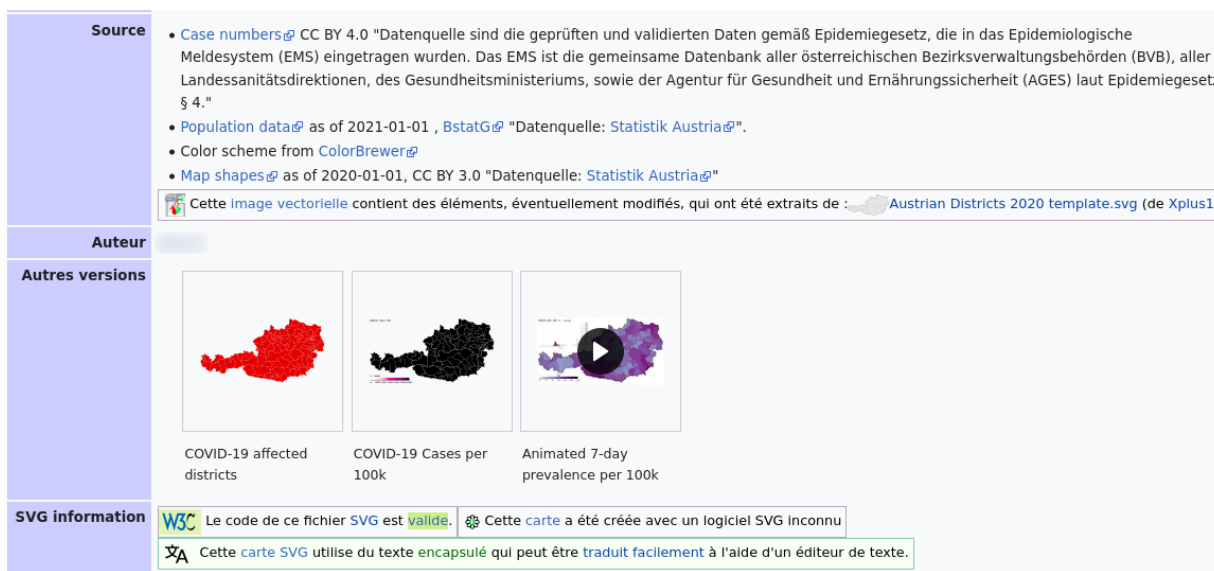 Source
• Case numbers CC BY 4.0 "Datenquelle sind die geprüften und validierten Daten gemäß Epidemiegesetz, die in das Epidemiologische
Meldesystem (EMS) eingetragen wurden. Das EMS ist die gemeinsame Datenbank aller österreichischen Bezirksverwaltungsbehörden (BVB), aller
Landessanitätsdirektionen, des Gesundheitsministeriums, sowie der Agentur für Gesundheit und Ernährungssicherheit (AGES) laut Epidemiegesetz
§ 4."
• Population data as of 2021-01-01 , BstatG "Datenquelle: Statistik Austria".
• Color scheme from ColorBrewer
• Map shapes as of 2020-01-01, CC BY 3.0 "Datenquelle: Statistik Austria"
Cette image vectorielle contient des éléments, éventuellement modifiés, qui ont été extraits de : Austrian Districts 2020 template.svg (de Xplus1
Auteur
Autres versions
COVID-19 affected
districts
COVID-19 Cases per
100k
Animated 7-day
prevalence per 100k
SVG information
W3C Le code de ce fichier SVG est valide. Cette carte a été créée avec un logiciel SVG inconnu
Cette carte SVG utilise du texte encapsulé qui peut être traduit facilement à l'aide d'un éditeur de texte.